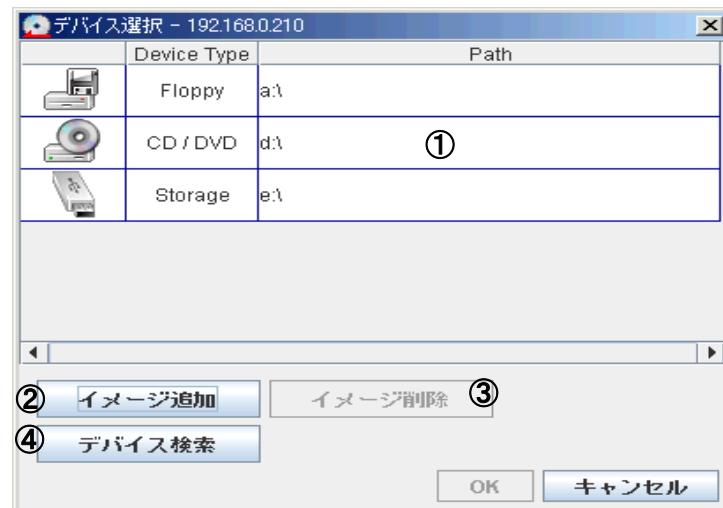 デバイス選択 - 192.168.0.210
Device Type Path
Floppy a:\
CD / DVD d:\ ①
Storage e:\
② イメージ追加 イメージ削除 ③
④ デバイス検索
OK キャンセル